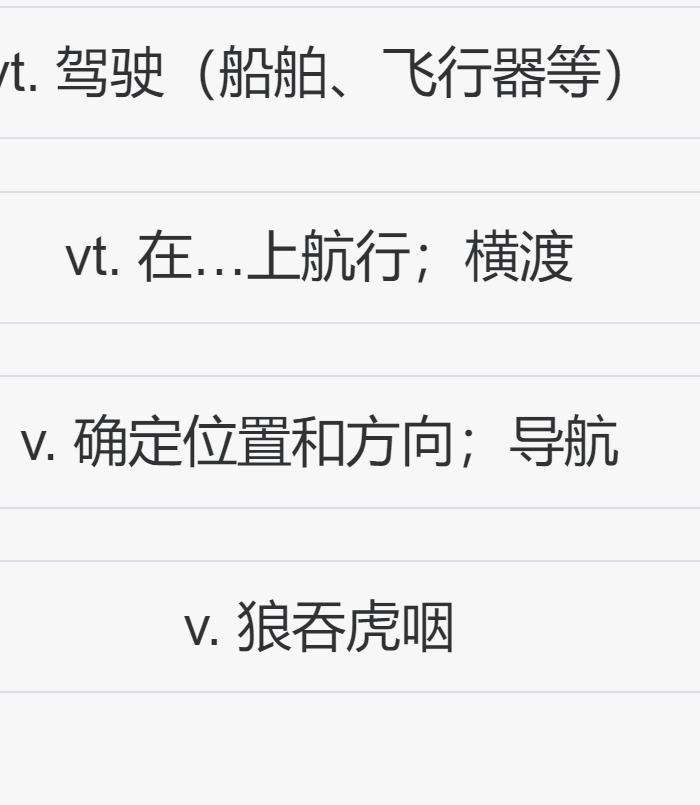 vt. 驾驶（船舶、飞行器等）
vt. 在…上航行；横渡
v. 确定位置和方向；导航
v. 狼吞虎咽